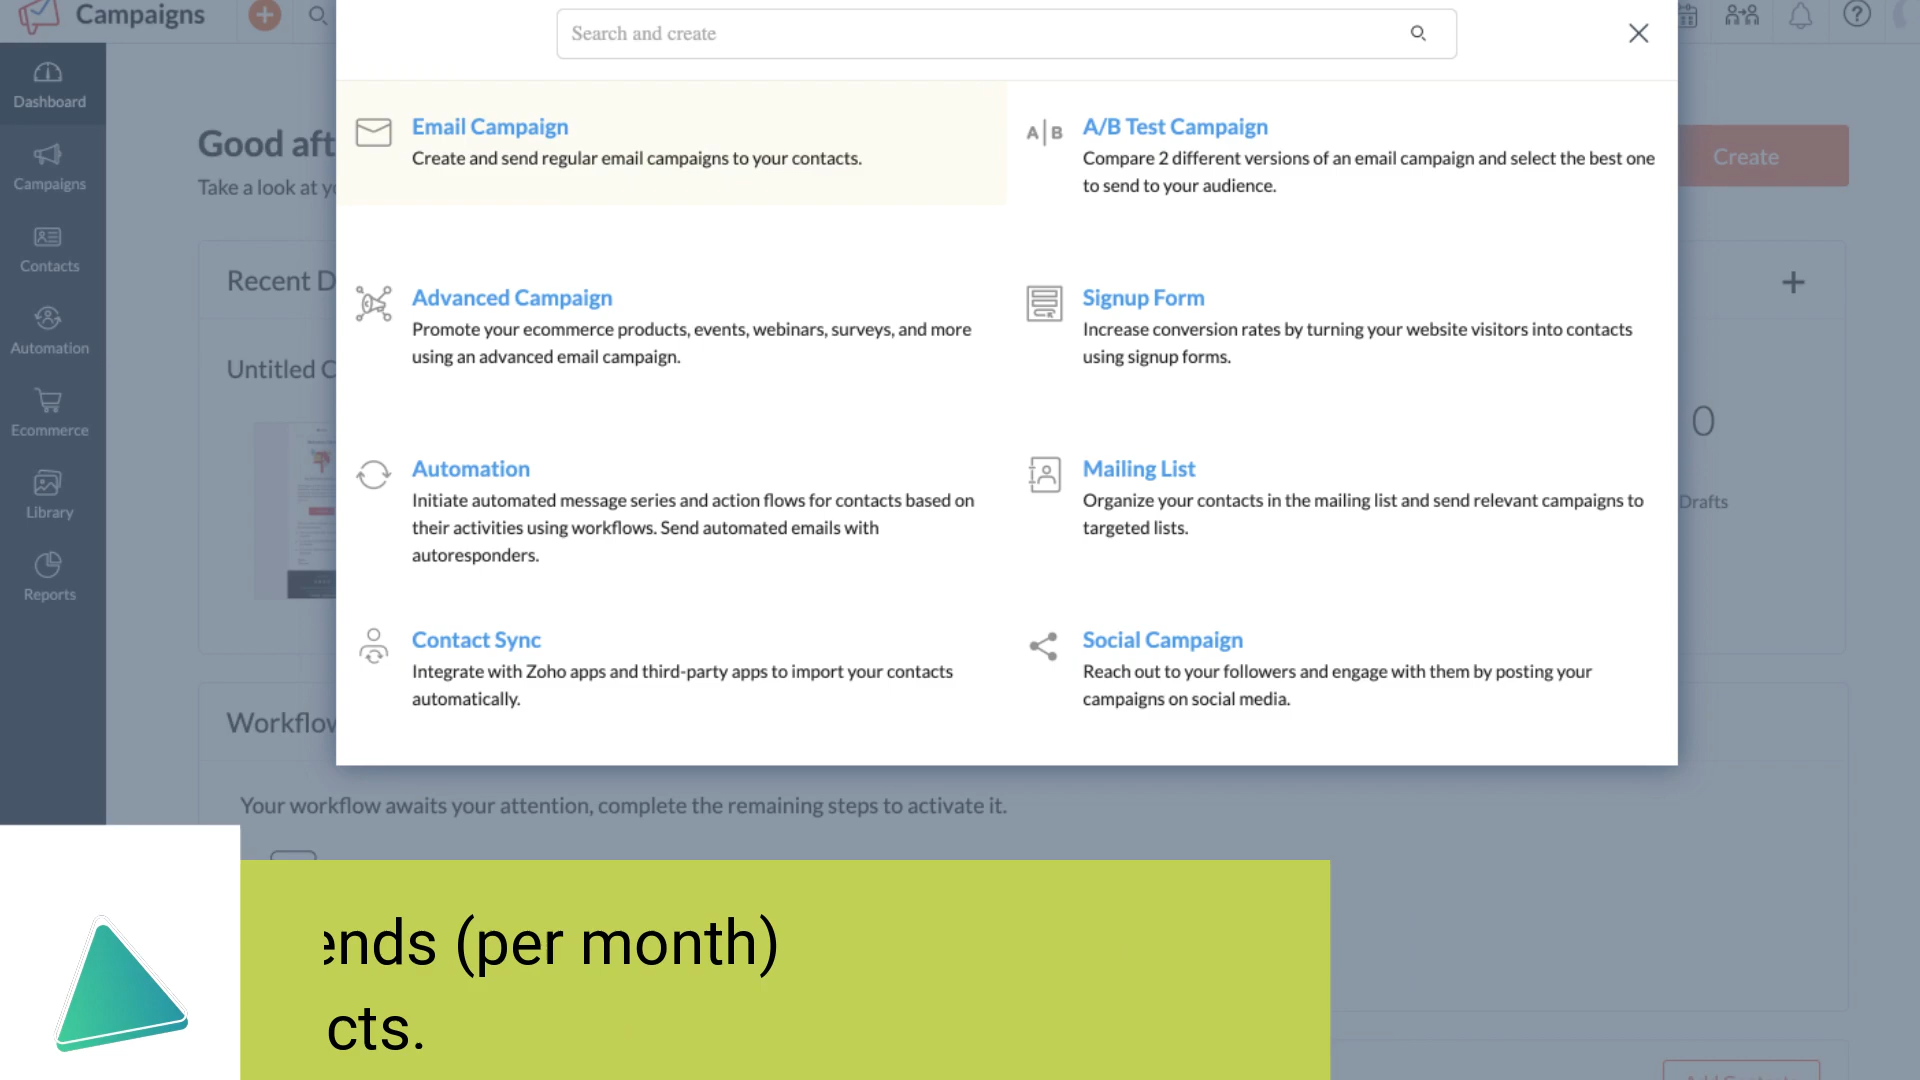 Campaigns
Search and create
Dashboard
Campaigns
Contacts
Automation
Ecommerce
Library
Reports
Good aft
Take a look at
Create
Recent D
Untitled C
0
Drafts
Workflow
Email Campaign
Create and send regular email campaigns to your contacts.
A|B
A/B Test Campaign
Compare 2 different versions of an email campaign and select the best one
to send to your audience.
Advanced Campaign
Promote your ecommerce products, events, webinars, surveys, and more
using an advanced email campaign.
Signup Form
Increase conversion rates by turning your website visitors into contacts
using signup forms.
Automation
Initiate automated message series and action flows for contacts based on
their activities using workflows. Send automated emails with
autoresponders.
Mailing List
Organize your contacts in the mailing list and send relevant campaigns to
targeted lists.
Contact Sync
Integrate with Zoho apps and third-party apps to import your contacts
automatically.
Social Campaign
Reach out to your followers and engage with them by posting your
campaigns on social media.
Your workflow awaits your attention, complete the remaining steps to activate it.
ends (per month)
cts.